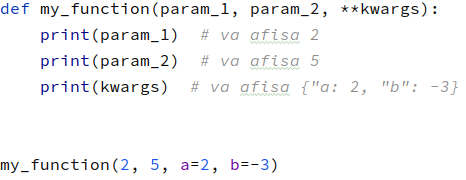 def my_function(param_1, param_2, **kwargs):
    print(param_1)  # va afisa 2
    print(param_2)  # va afisa 5
    print(kwargs)  # va afisa {"a: 2, "b": -3}
my_function(2, 5, a=2, b=-3)